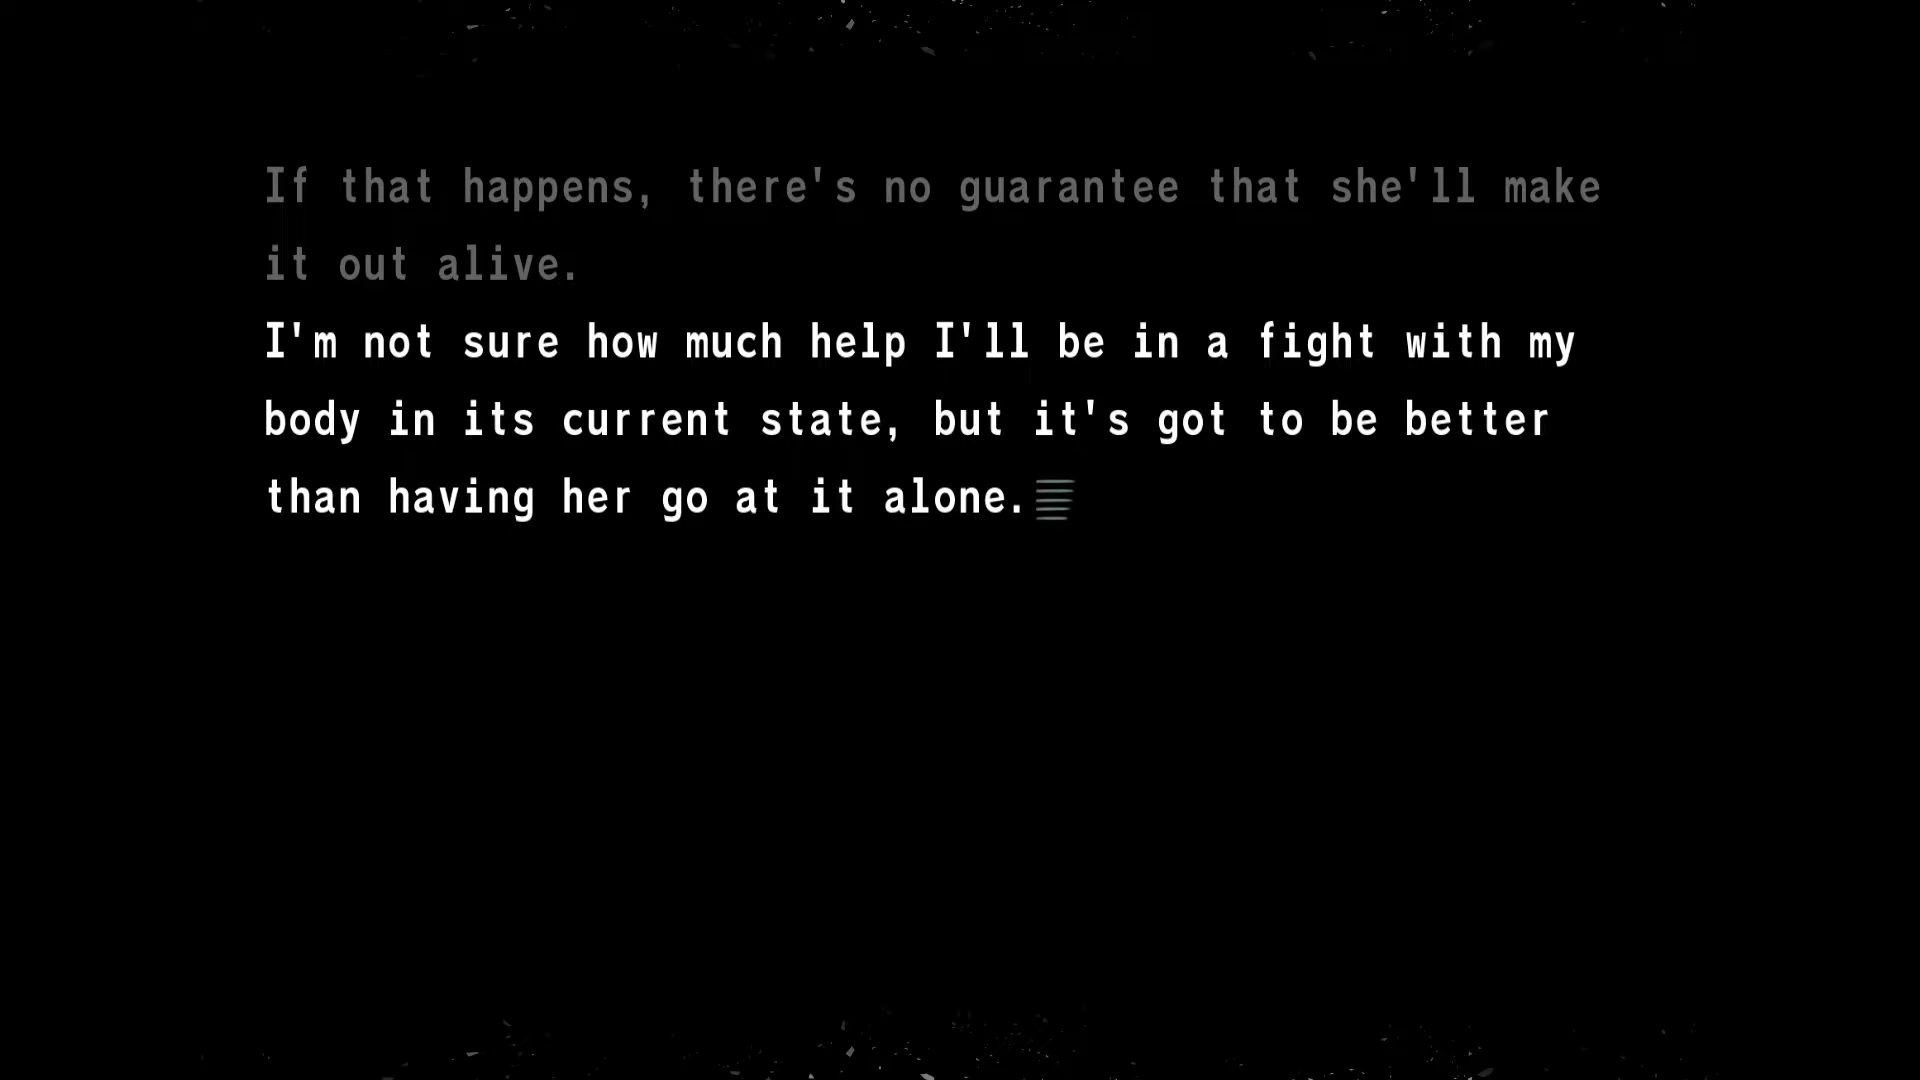 If that happens, there's no guarantee that she'll make
it out alive.
I'm not sure how much help I'll be in a fight with my
body in its current state, but it's got to be better
than having her go at it alone.